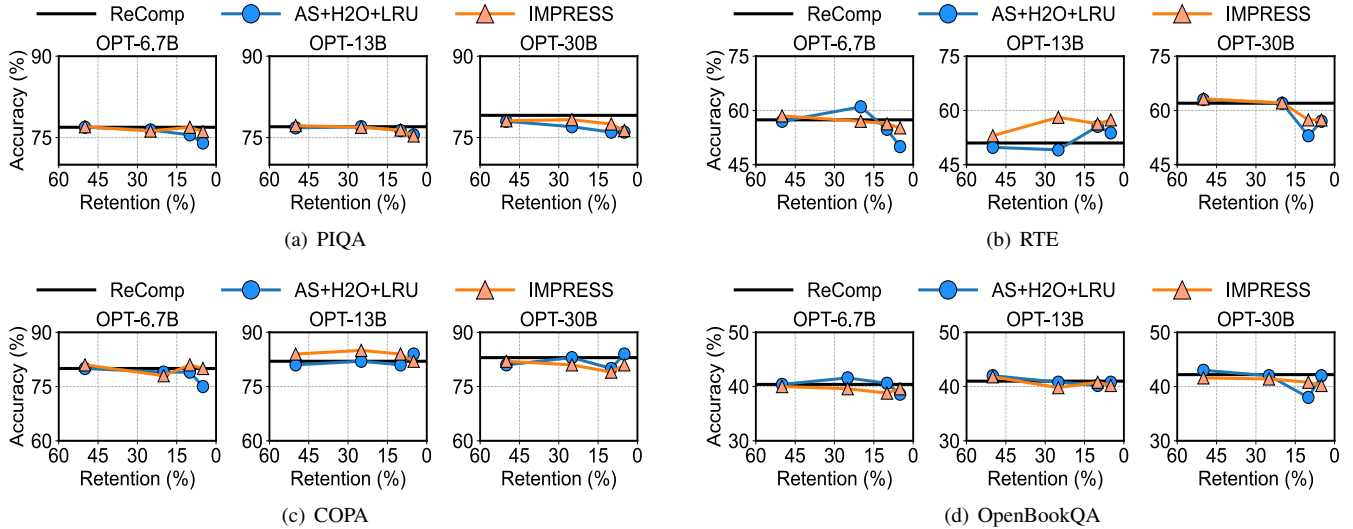 ReComp AS+H2O+LRU IMPRESS
OPT-6.7B OPT-13B OPT-30B
Accuracy (%)
90
75
60 45 30 15 0 60 45 30 15 0 60 45 30 15 0
Retention (%) Retention (%) Retention (%)
(a) PIQA
ReComp AS+H2O+LRU IMPRESS
OPT-6.7B OPT-13B OPT-30B
Accuracy (%)
75 75 75
60 60 60
45 45 45
60 45 30 15 0 60 45 30 15 0 60 45 30 15 0
Retention (%) Retention (%) Retention (%)
(b) RTE
ReComp AS+H2O+LRU IMPRESS
OPT-6.7B OPT-13B OPT-30B
Accuracy (%)
90 90 90
75 75 75
60 60 60
60 45 30 15 0 60 45 30 15 0 60 45 30 15 0
Retention (%) Retention (%) Retention (%)
(c) COPA
ReComp AS+H2O+LRU IMPRESS
OPT-6.7B OPT-13B OPT-30B
Accuracy (%)
50 50 50
40 40 40
30 30 30
60 45 30 15 0 60 45 30 15 0 60 45 30 15 0
Retention (%) Retention (%) Retention (%)
(d) OpenBookQA